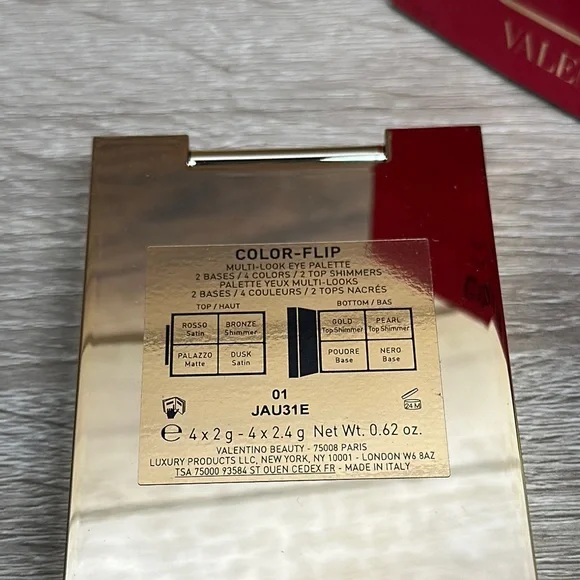 VALE
COLOR-FLIP
MULTI-LOOK EYE PALETTE
2 BASES / 4 COLORS / 2 TOP SHIMMERS
PALETTE YEUX MULTI-LOOKS
2 BASES / 4 COULEURS / 2 TOPS NACRÉS
TOP / HAUT
BOTTOM / BAS
ROSSO
Satin
BRONZE
Shimmer
GOLD
Top Shimmer
PEARL
Top Shimmer
PALAZZO
Matte
DUSK
Satin
POUDRE
Base
NERO
Base
01
JAU31E
24 M
℮ 4 x 2 g - 4 x 2.4 g Net Wt. 0.62 oz.
VALENTINO BEAUTY - 75008 PARIS
LUXURY PRODUCTS LLC, NEW YORK, NY 10001 - LONDON W6 8AZ
TSA 75000 93584 ST OUEN CEDEX FR - MADE IN ITALY